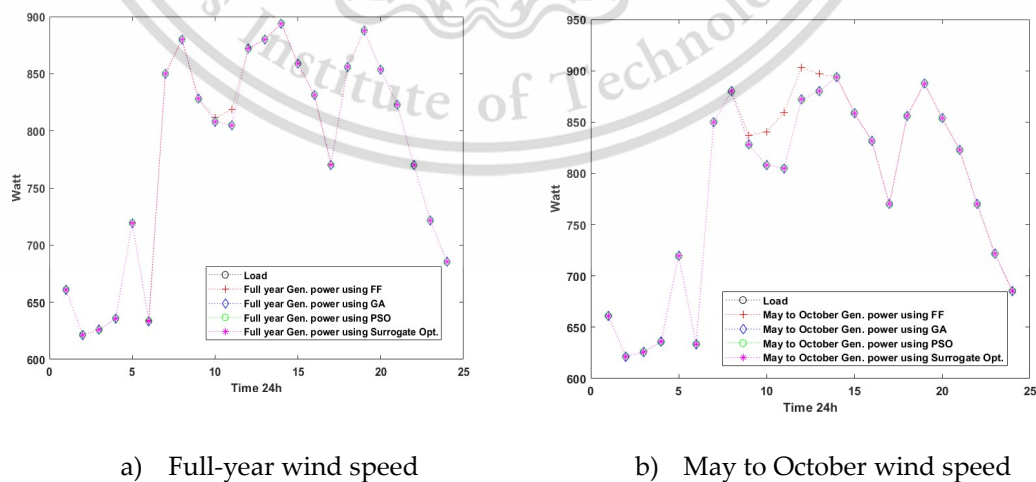 's Institute of Technolo
900
850
800
750
700
650
600
Watt
0
5
10
15
20
25
Time 24h
Load
Full year Gen. power using FF
Full year Gen. power using GA
Full year Gen. power using PSO
Full year Gen. power using Surrogate Opt.
950
900
850
800
750
700
650
600
Watt
0
5
10
15
20
25
Time 24h
Load
May to October Gen. power using FF
May to October Gen. power using GA
May to October Gen. power using PSO
May to October Gen. power using Surrogate Opt.
a) Full-year wind speed
b) May to October wind speed